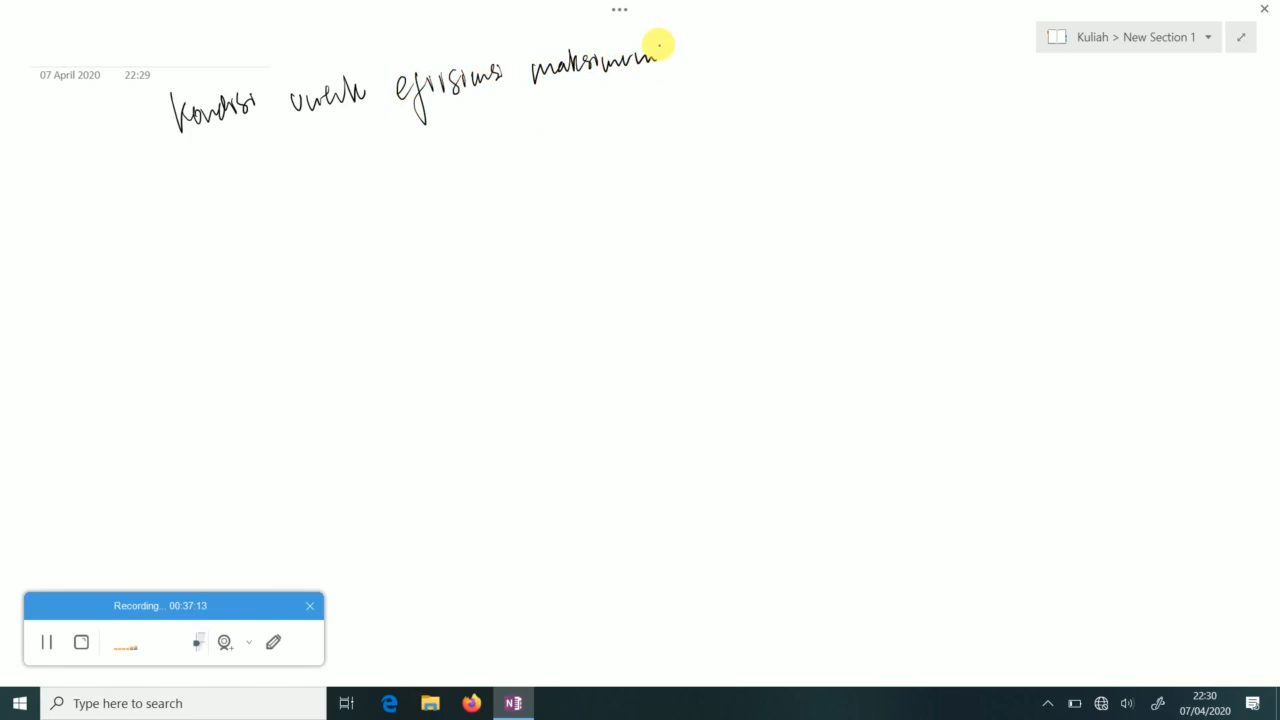 Kuliah > New Section 1
07 April 2020 22:29
Kondisi untuk efisiensi maksimum
Recording... 00:37:13
Type here to search
22:30
07/04/2020